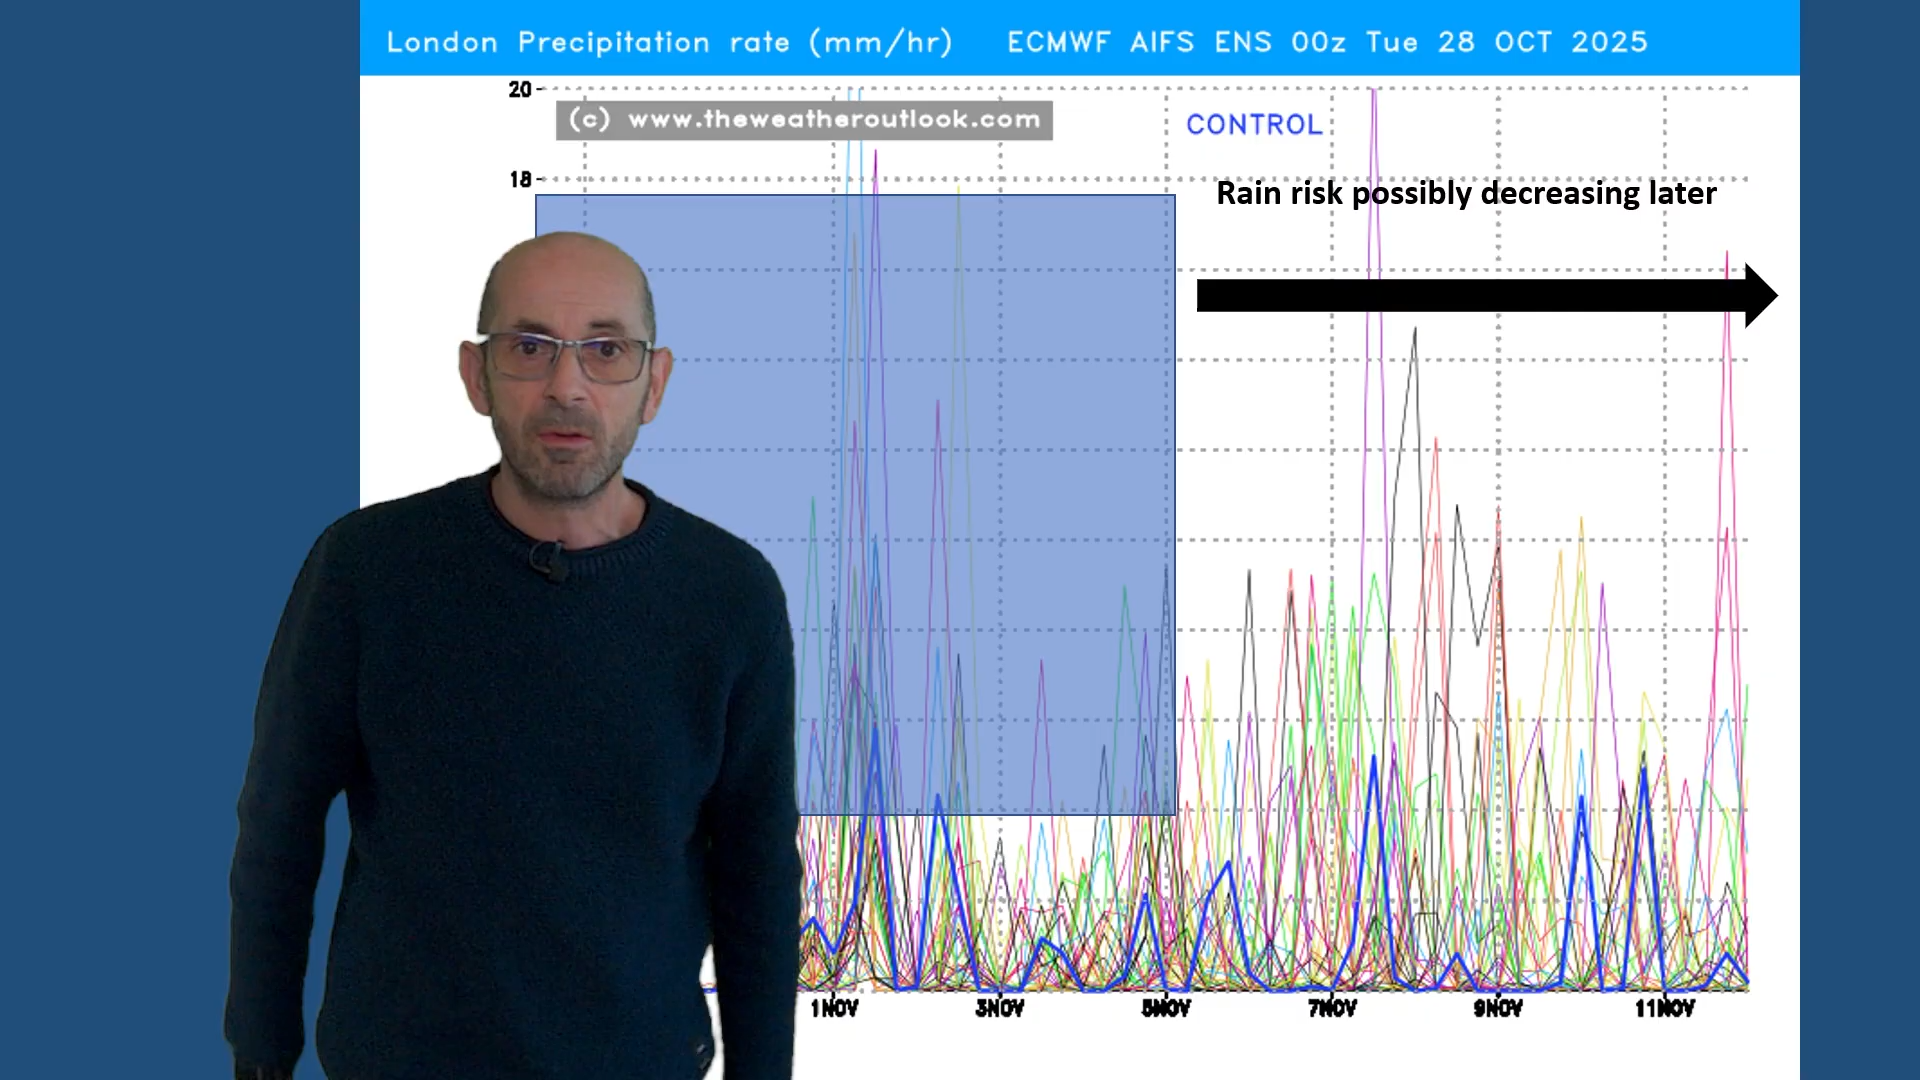 London Precipitation rate (mm/hr) ECMWF AIFS ENS 00z Tue 28 OCT 2025
20
(c) www.theweatheroutlook.com
CONTROL
18
Rain risk possibly decreasing later
1NOV 3NOV 5NOV 7NOV 9NOV 11NOV